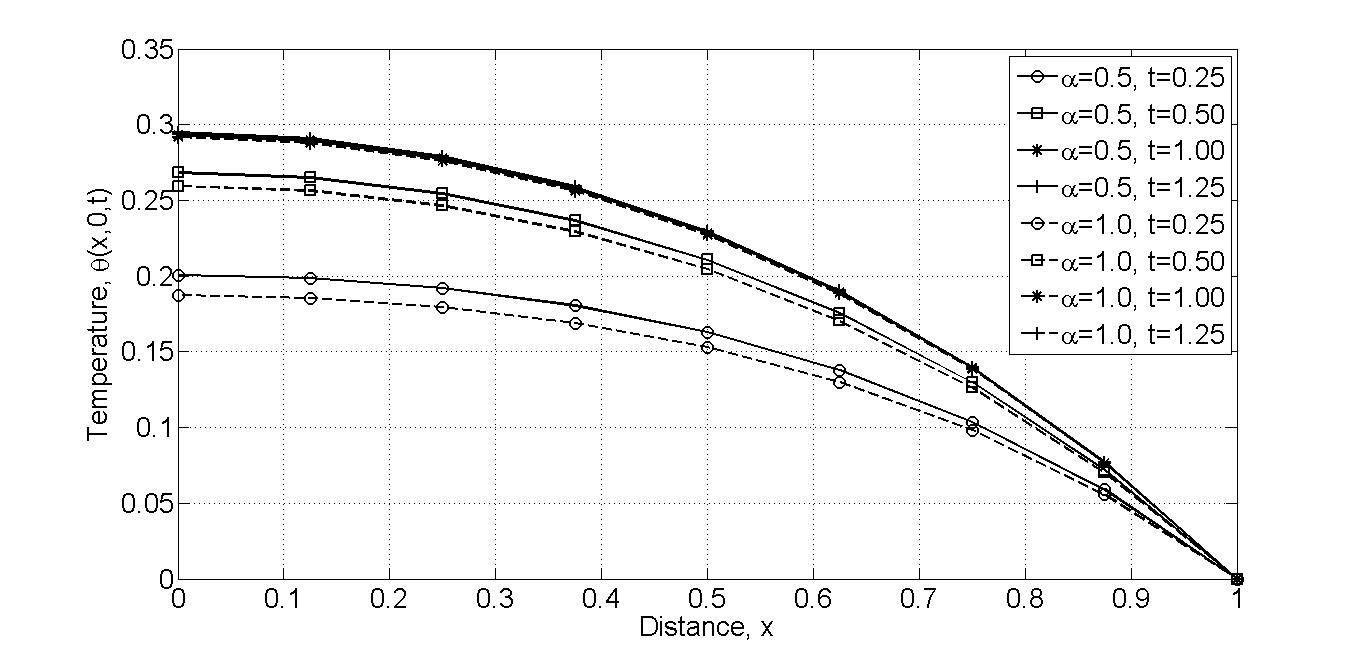 0.35
0.3
0.25
0.2
0.15
0.1
0.05
0
Temperature, θ(x,0,t)
α=0.5, t=0.25
α=0.5, t=0.50
α=0.5, t=1.00
α=0.5, t=1.25
α=1.0, t=0.25
α=1.0, t=0.50
α=1.0, t=1.00
α=1.0, t=1.25
0 0.1 0.2 0.3 0.4 0.5 0.6 0.7 0.8 0.9 1
Distance, x